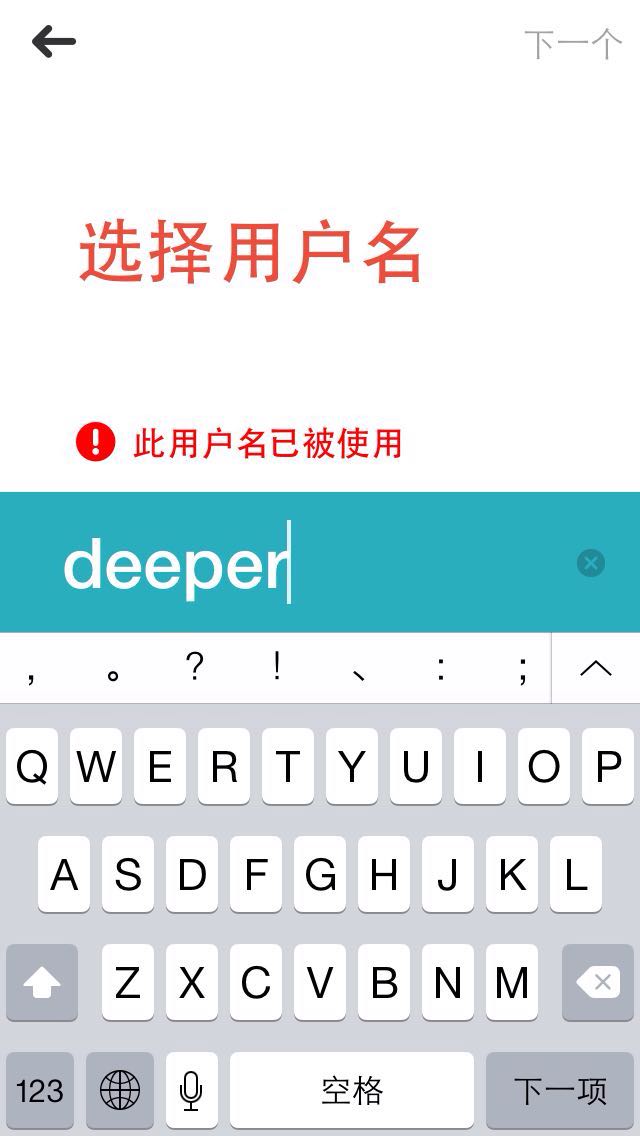 下一个
选择用户名
此用户名已被使用
deeper
, 。 ? ! 、 : ;
Q W E R T Y U I O P
A S D F G H J K L
Z X C V B N M
123 空格 下一项